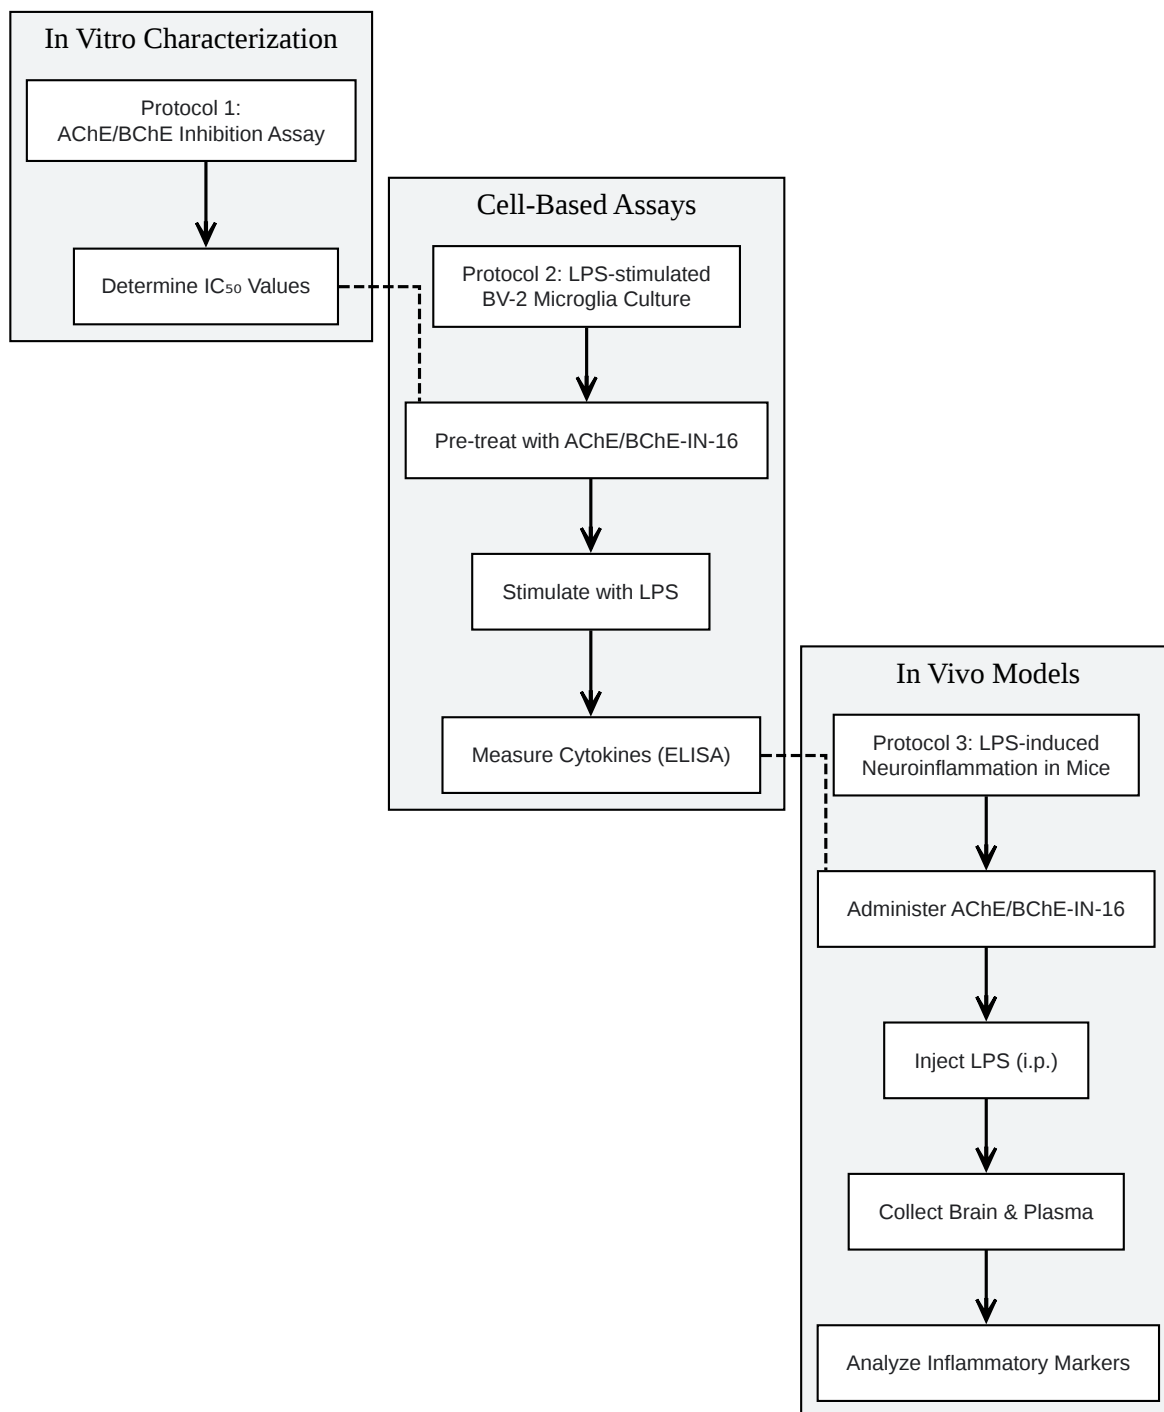 In Vitro Characterization
Protocol 1:
AChE/BChE Inhibition Assay
Determine IC₅₀ Values
Cell-Based Assays
Protocol 2: LPS-stimulated
BV-2 Microglia Culture
Pre-treat with AChE/BChE-IN-16
Stimulate with LPS
Measure Cytokines (ELISA)
In Vivo Models
Protocol 3: LPS-induced
Neuroinflammation in Mice
Administer AChE/BChE-IN-16
Inject LPS (i.p.)
Collect Brain & Plasma
Analyze Inflammatory Markers